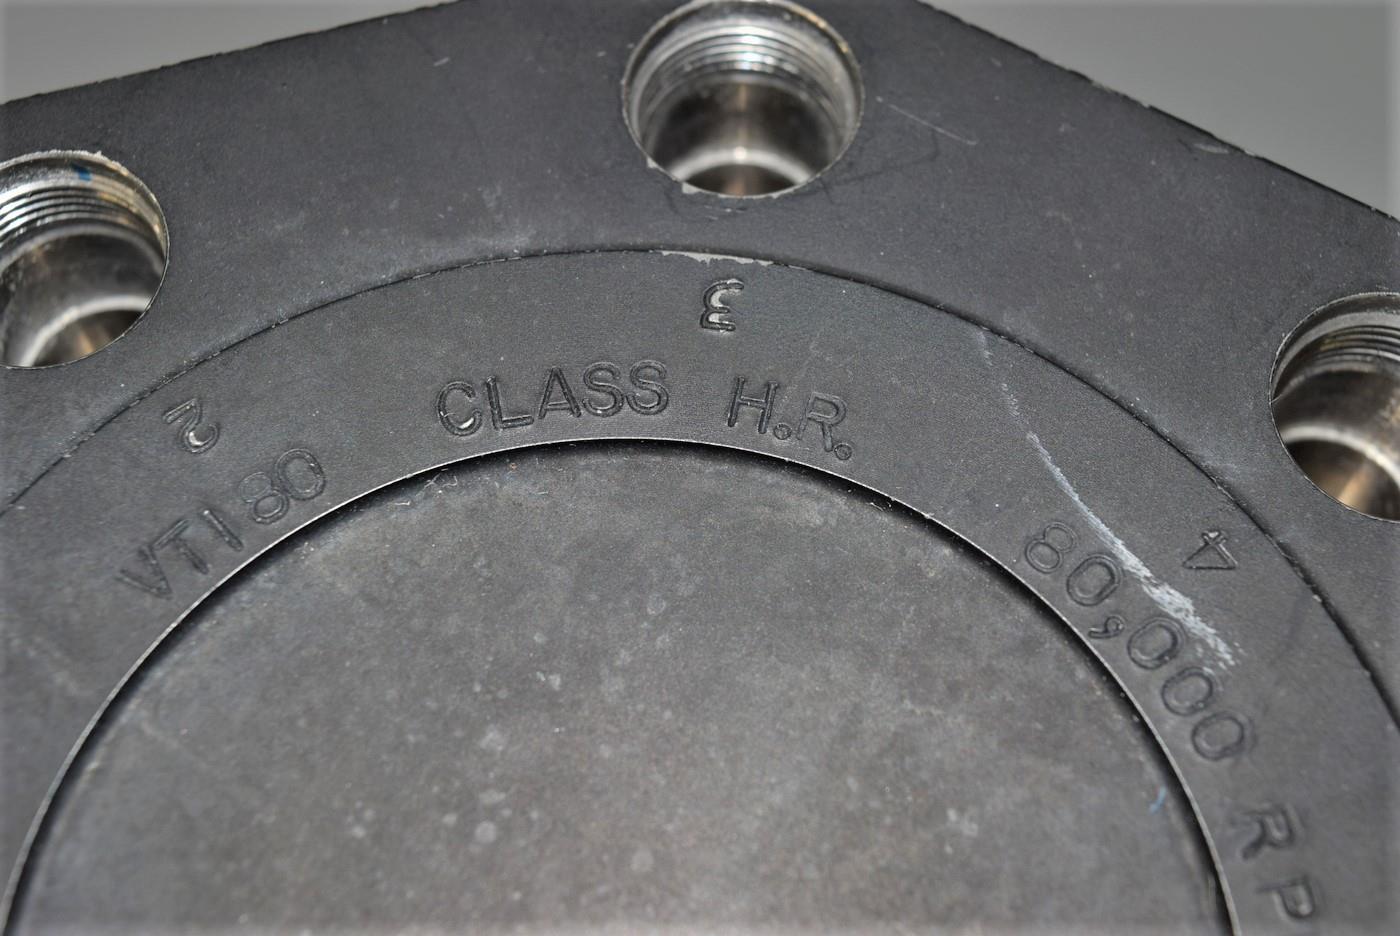 2
3
4
VTI 80
CLASS H.R.
80,000 RP